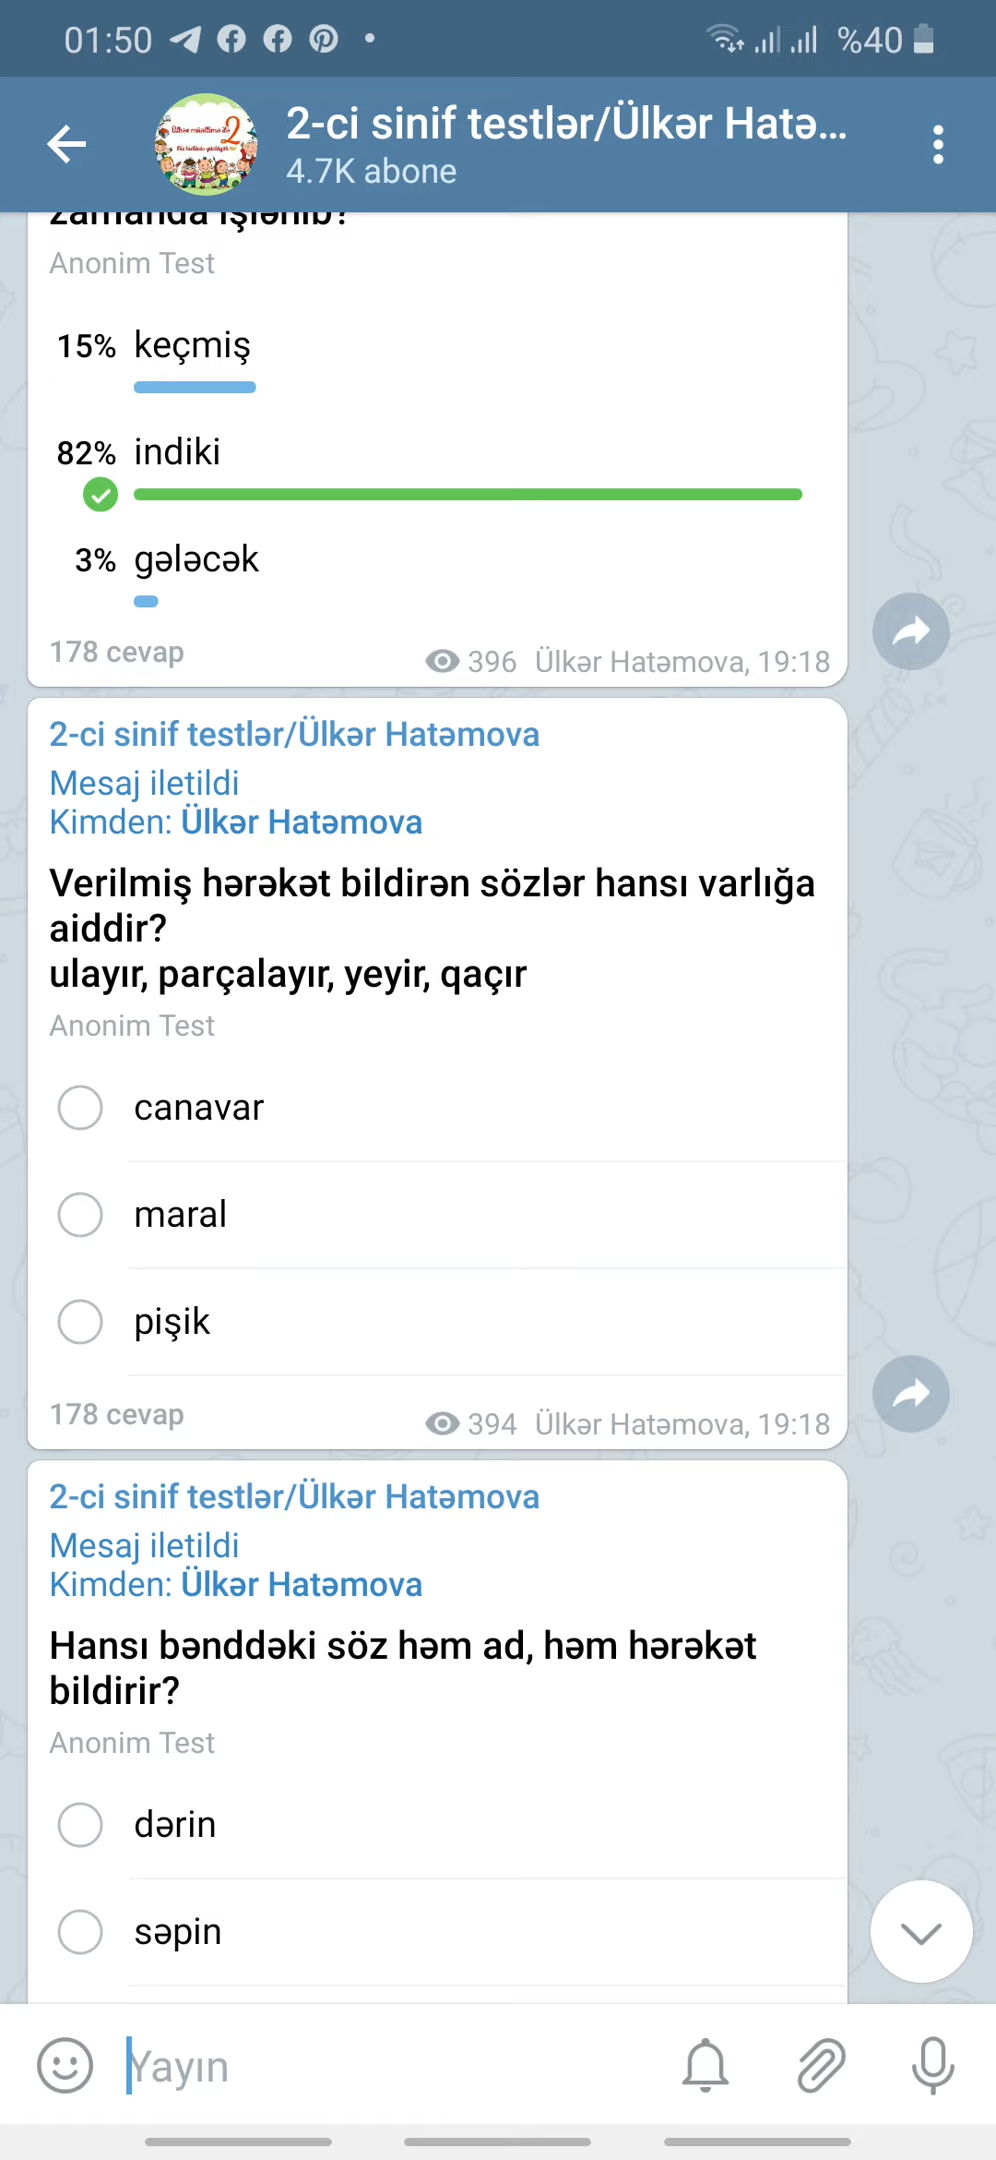 01:50
%40
2-ci sinif testlər/Ülkər Hatə...
4.7K abone
zamanda işlənib?
Anonim Test
15% keçmiş
82% indiki
3% gələcək
178 cevap
396 Ülkər Hatəmova, 19:18
2-ci sinif testlər/Ülkər Hatəmova
Mesaj iletildi
Kimden: Ülkər Hatəmova
Verilmiş hərəkət bildirən sözlər hansı varlığa
aiddir?
ulayır, parçalayır, yeyir, qaçır
Anonim Test
canavar
maral
pişik
178 cevap
394 Ülkər Hatəmova, 19:18
2-ci sinif testlər/Ülkər Hatəmova
Mesaj iletildi
Kimden: Ülkər Hatəmova
Hansı bənddəki söz həm ad, həm hərəkət
bildirir?
Anonim Test
dərin
səpin
Yayın